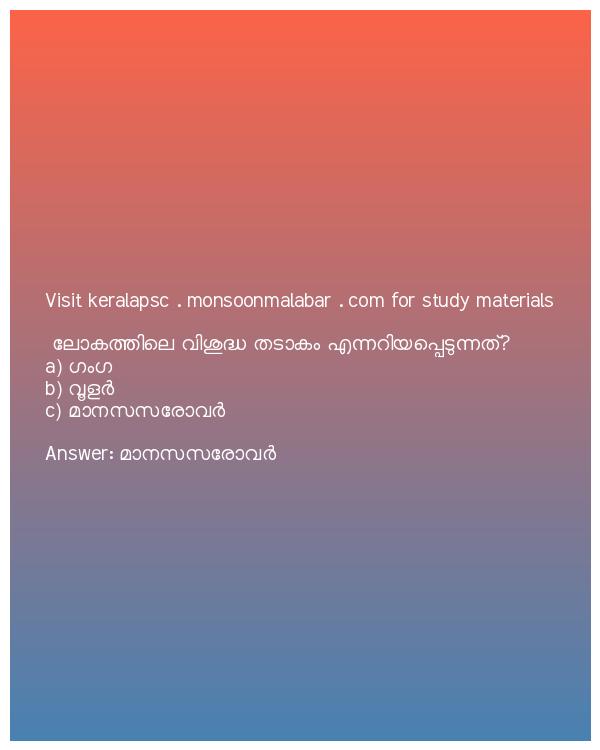 Visit keralapsc . monsoonmalabar . com for study materials
ലോകത്തിലെ വിശുദ്ധ തടാകം എന്നറിയപ്പെടുന്നത്?
a) ഗംഗ
b) വൂളർ
c) മാനസസരോവർ
Answer: മാനസസരോവർ